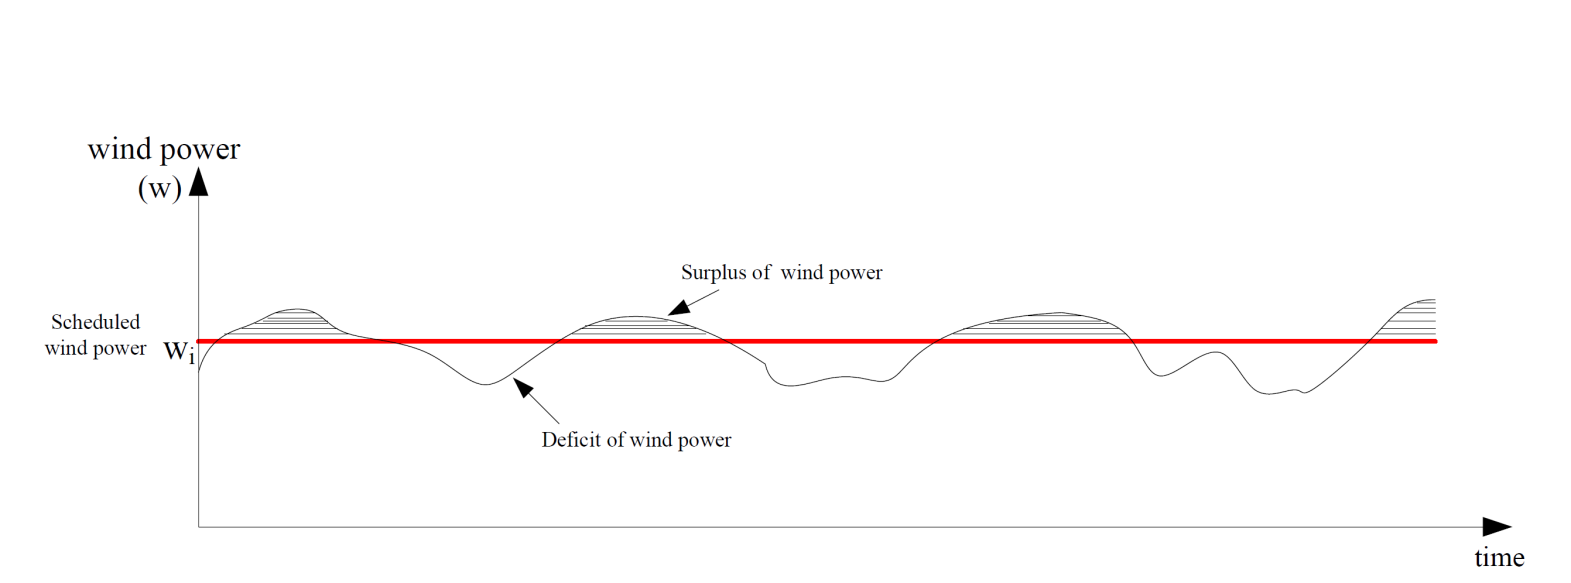 wind power
(w)
Surplus of wind power
Scheduled
wind power
wi
Deficit of wind power
time